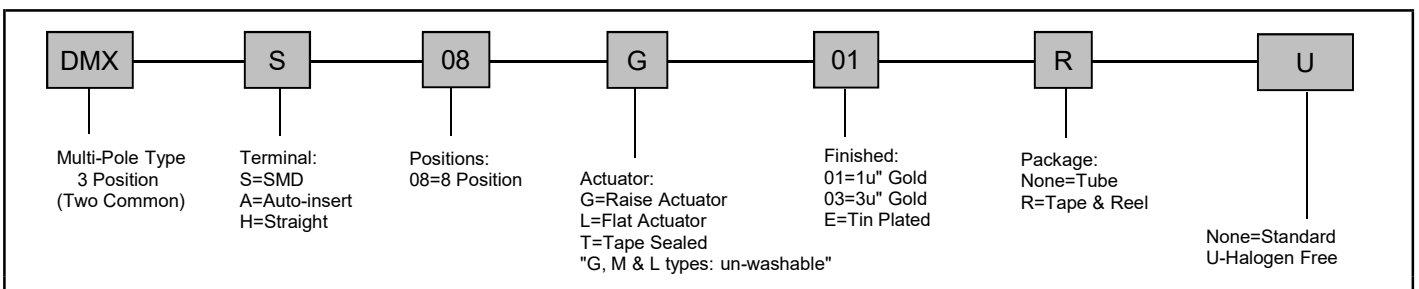 DMX S 08 G 01 R U
Multi-Pole Type
3 Position
(Two Common)
Terminal:
S=SMD
A=Auto-insert
H=Straight
Positions:
08=8 Position
Actuator:
G=Raise Actuator
L=Flat Actuator
T=Tape Sealed
"G, M & L types: un-washable"
Finished:
01=1u" Gold
03=3u" Gold
E=Tin Plated
Package:
None=Tube
R=Tape & Reel
None=Standard
U-Halogen Free